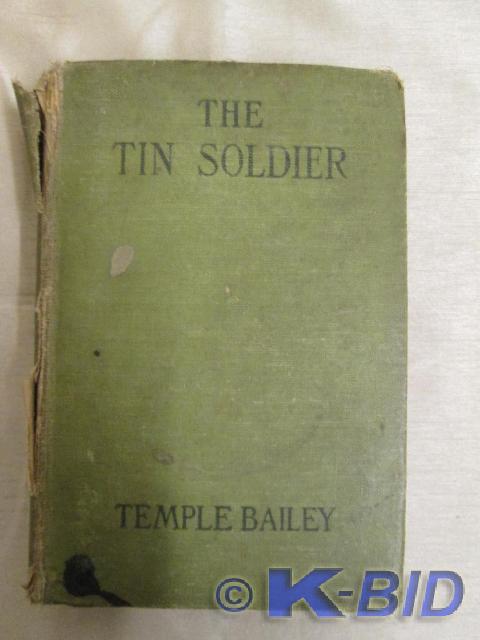 THE
TIN SOLDIER
TEMPLE BAILEY
© K-BID